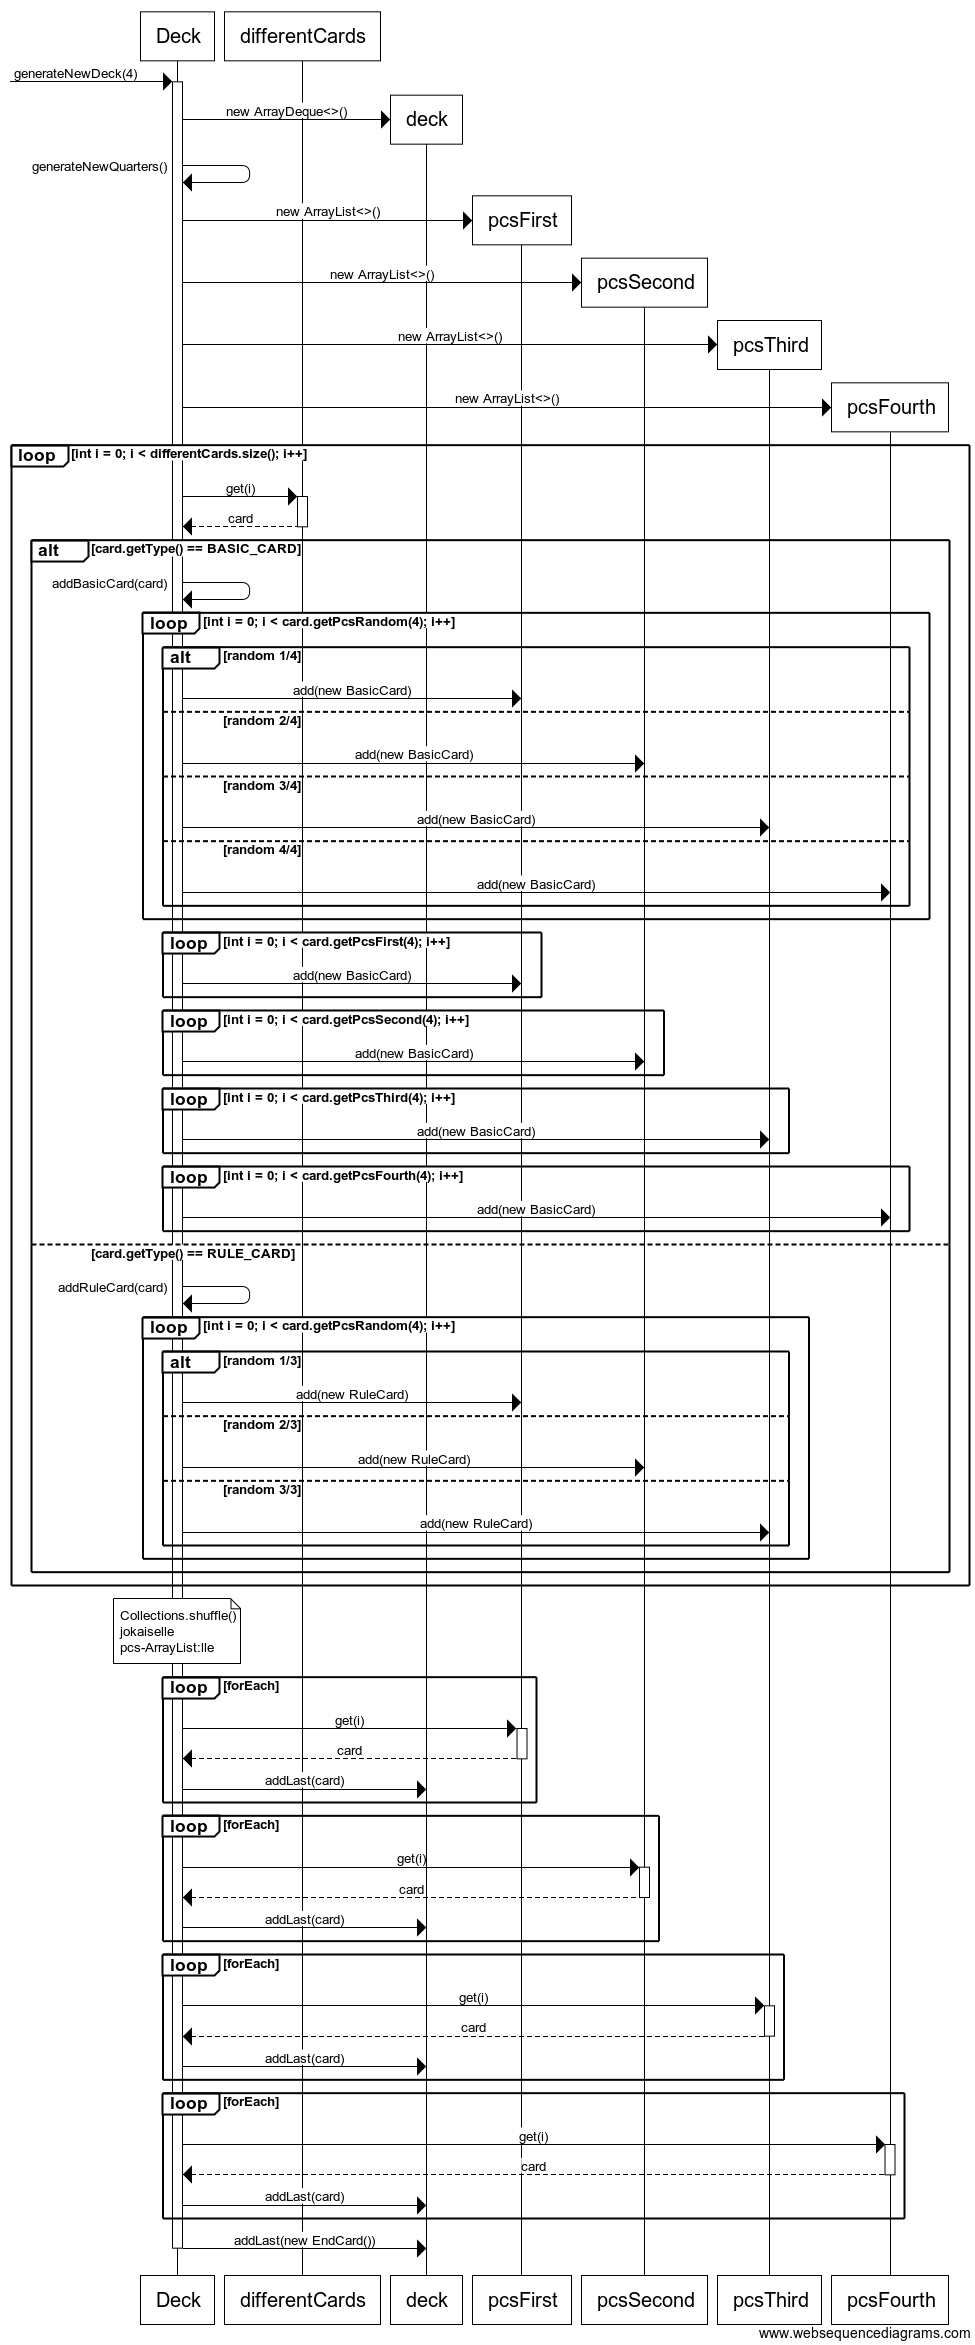 Deck
differentCards
generateNewDeck(4)
new ArrayDeque<>()
deck
generateNewQuarters()
new ArrayList<>()
pcsFirst
new ArrayList<>()
pcsSecond
new ArrayList<>()
pcsThird
new ArrayList<>()
pcsFourth
loop [int i = 0; i < differentCards.size(); i++]
get(i)
card
alt [card.getType() == BASIC_CARD]
addBasicCard(card)
loop [int i = 0; i < card.getPcsRandom(4); i++]
alt [random 1/4]
add(new BasicCard)
[random 2/4]
add(new BasicCard)
[random 3/4]
add(new BasicCard)
[random 4/4]
add(new BasicCard)
loop [int i = 0; i < card.getPcsFirst(4); i++]
add(new BasicCard)
loop [int i = 0; i < card.getPcsSecond(4); i++]
add(new BasicCard)
loop [int i = 0; i < card.getPcsThird(4); i++]
add(new BasicCard)
loop [int i = 0; i < card.getPcsFourth(4); i++]
add(new BasicCard)
[card.getType() == RULE_CARD]
addRuleCard(card)
loop [int i = 0; i < card.getPcsRandom(4); i++]
alt [random 1/3]
add(new RuleCard)
[random 2/3]
add(new RuleCard)
[random 3/3]
add(new RuleCard)
Collections.shuffle()
jokaiselle
pcs-ArrayList:lle
loop [forEach]
get(i)
card
addLast(card)
loop [forEach]
get(i)
card
addLast(card)
loop [forEach]
get(i)
card
addLast(card)
loop [forEach]
get(i)
card
addLast(card)
addLast(new EndCard())
Deck
differentCards
deck
pcsFirst
pcsSecond
pcsThird
pcsFourth
www.websequencediagrams.com